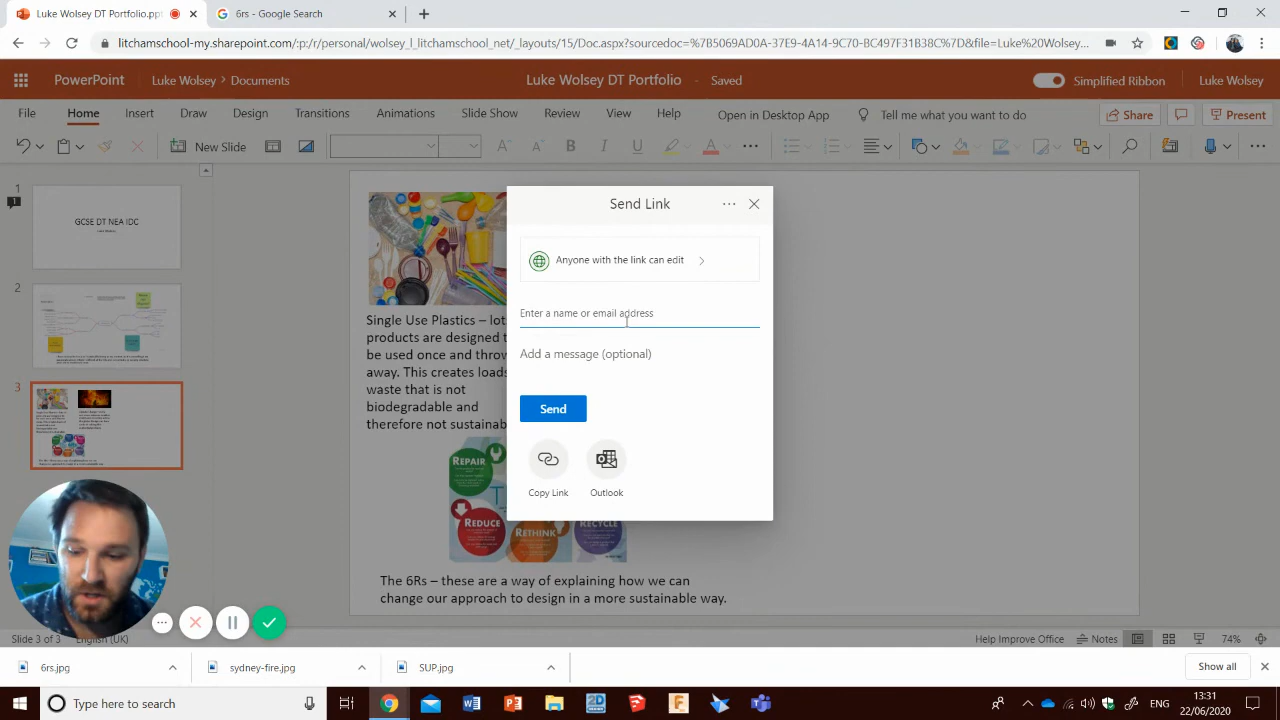 Luke Wolsey DT Portfolio.ppt
6rs - Google Search
litchamschool-my.sharepoint.com/:p:/r/personal/wolsey_l_litchamschool_net/_layouts/15/Doc.aspx?sourcedoc=%7B5069AD0A-37E9-4A14-9C70-BC497F31B38C%7D&file=Luke%20Wolsey...
PowerPoint
Luke Wolsey > Documents
Luke Wolsey DT Portfolio - Saved
Simplified Ribbon
Luke Wolsey
File
Home
Insert
Draw
Design
Transitions
Animations
Slide Show
Review
View
Help
Open in Desktop App
Tell me what you want to do
Share
Present
New Slide
1
GCSE DT NEA IDC
2
3
Send Link
Anyone with the link can edit
Enter a name or email address
Add a message (optional)
Send
Copy Link
Outlook
Single Use Plastics – lot
products are designed t
be used once and throw
away. This creates loads
waste that is not
biodegradable and
therefore not sustainab
REPAIR
REDUCE
RETHINK
RECYCLE
The 6Rs – these are a way of explaining how we can
change our approach to design in a more sustainable way.
Slide 3 of 3
English (UK)
Help Improve Office
Notes
74%
6rs.jpg
sydney-fire.jpg
SUP.jpg
Show all
Type here to search
ENG
13:31
22/06/2020